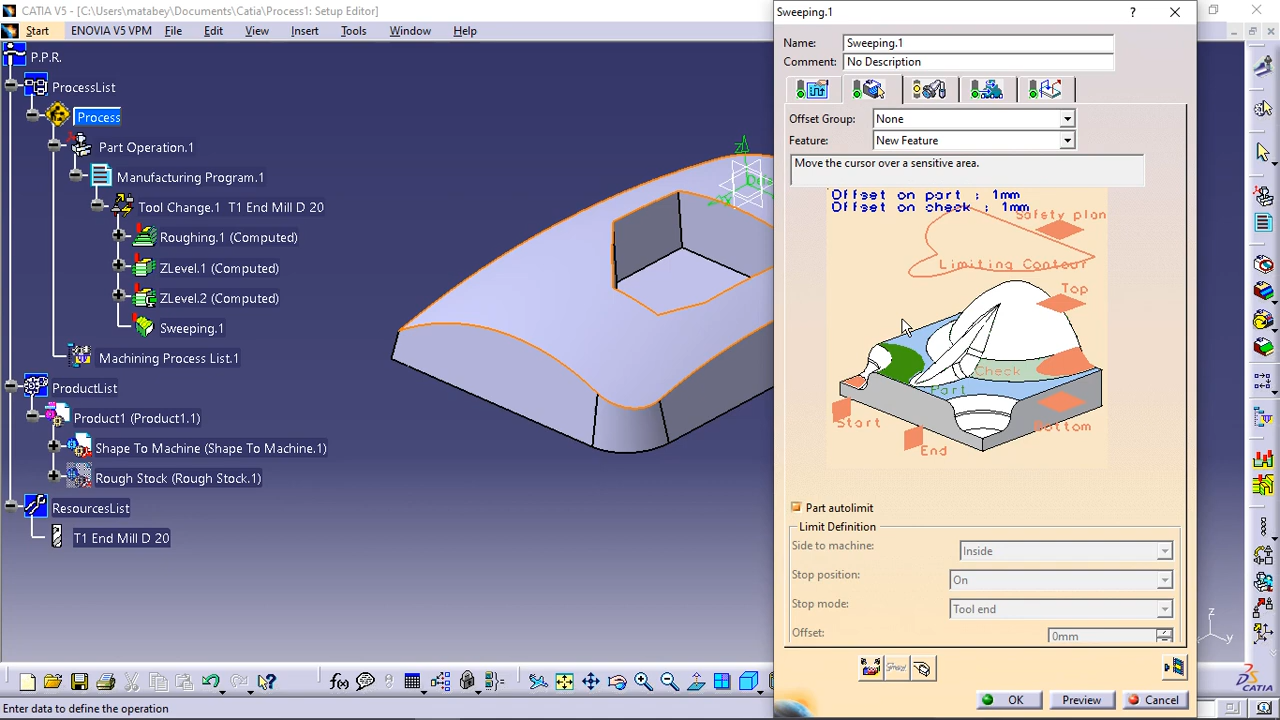 CATIA V5 - [C:\Users\matabey\Documents\Catia\Process1: Setup Editor]
Start ENOVIA V5 VPM File Edit View Insert Tools Window Help
P.P.R.
ProcessList
Process
Part Operation.1
Manufacturing Program.1
Tool Change.1 T1 End Mill D 20
Roughing.1 (Computed)
ZLevel.1 (Computed)
ZLevel.2 (Computed)
Sweeping.1
Machining Process List.1
ProductList
Product1 (Product1.1)
Shape To Machine (Shape To Machine.1)
Rough Stock (Rough Stock.1)
T1 End Mill D 20
z
Sweeping.1
?
Name: Sweeping.1
Comment: No Description
Offset Group: None
Feature: New Feature
Move the cursor over a sensitive area.
Offset on part : 1mm
Offset on check : 1mm
Safety plan
Limiting Contour
Top
Check
Part
Start
End
Bottom
Part autolimit
Limit Definition
Side to machine: Inside
Stop position: On
Stop mode: Tool end
Offset: 0mm
OK Preview Cancel
z
y
f(x)
CATIA
Enter data to define the operation